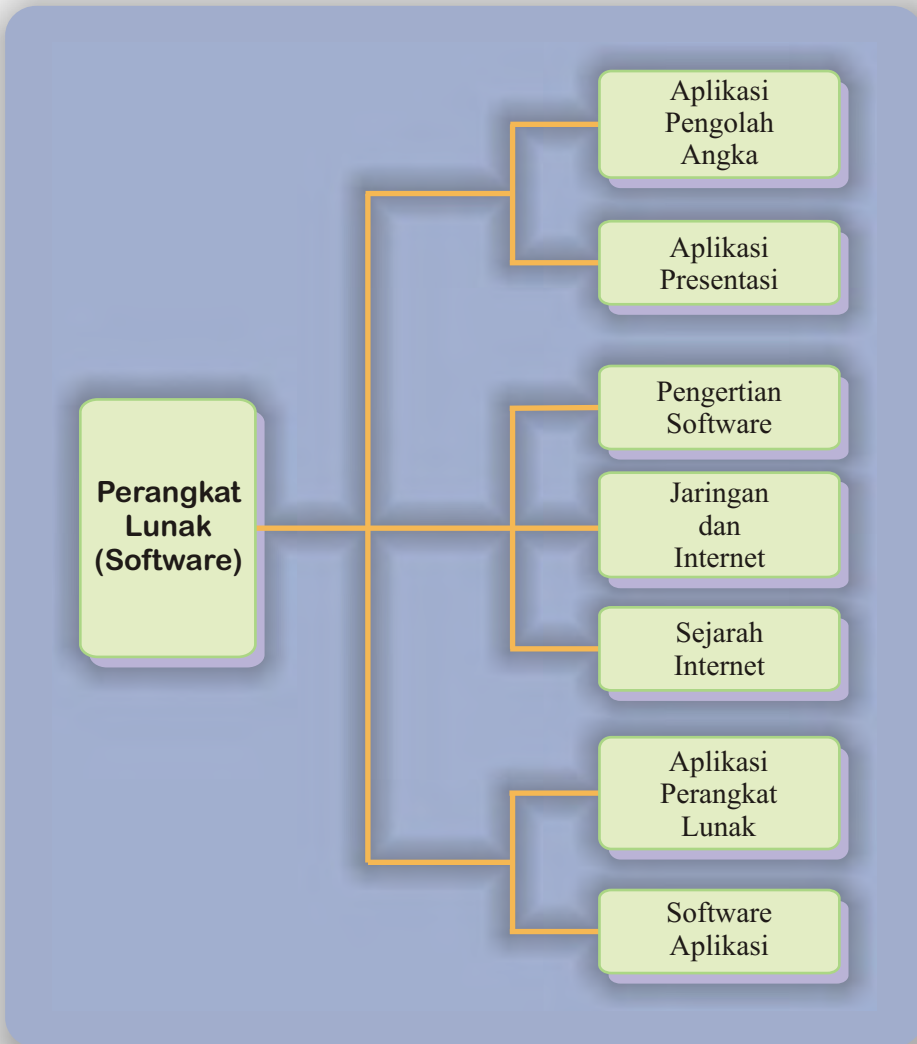 Perangkat
Lunak
(Software)
Aplikasi
Pengolah
Angka
Aplikasi
Presentasi
Pengertian
Software
Jaringan
dan
Internet
Sejarah
Internet
Aplikasi
Perangkat
Lunak
Software
Aplikasi